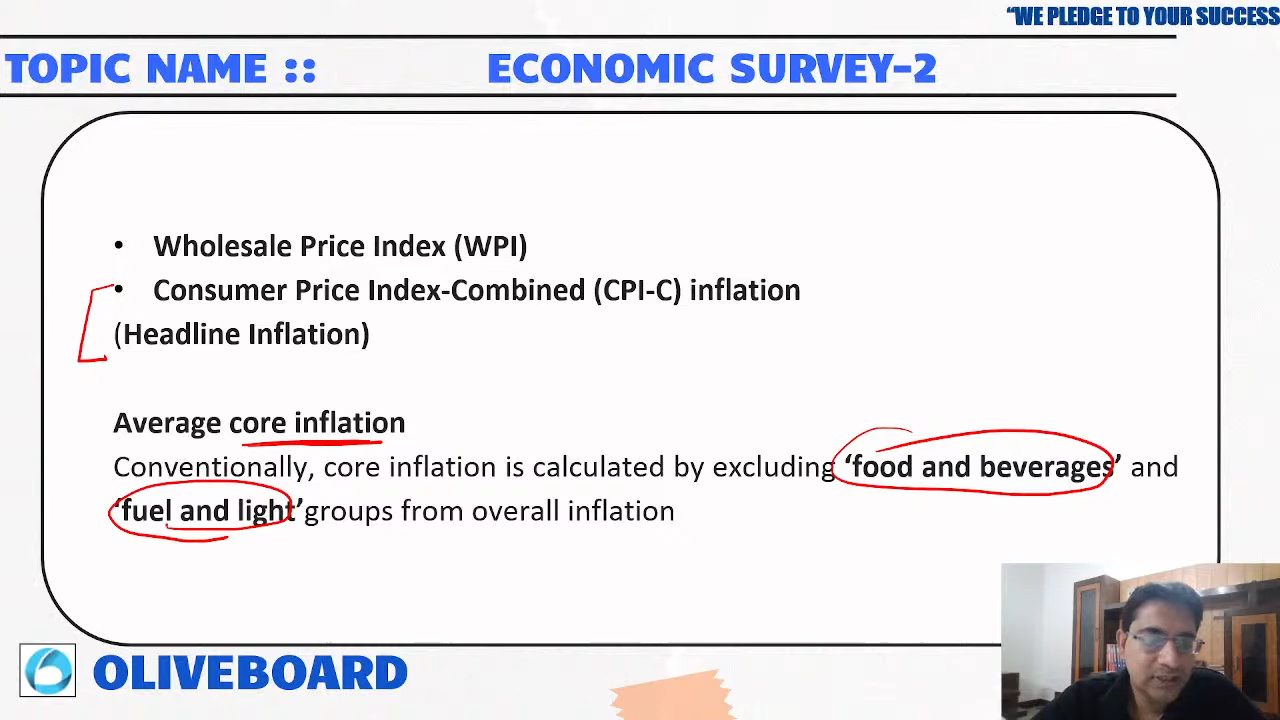 “WE PLEDGE TO YOUR SUCCESS
TOPIC NAME :: ECONOMIC SURVEY-2
• Wholesale Price Index (WPI)
• Consumer Price Index-Combined (CPI-C) inflation
(Headline Inflation)
Average core inflation
Conventionally, core inflation is calculated by excluding ‘food and beverages’ and
‘fuel and light’ groups from overall inflation
OLIVEBOARD